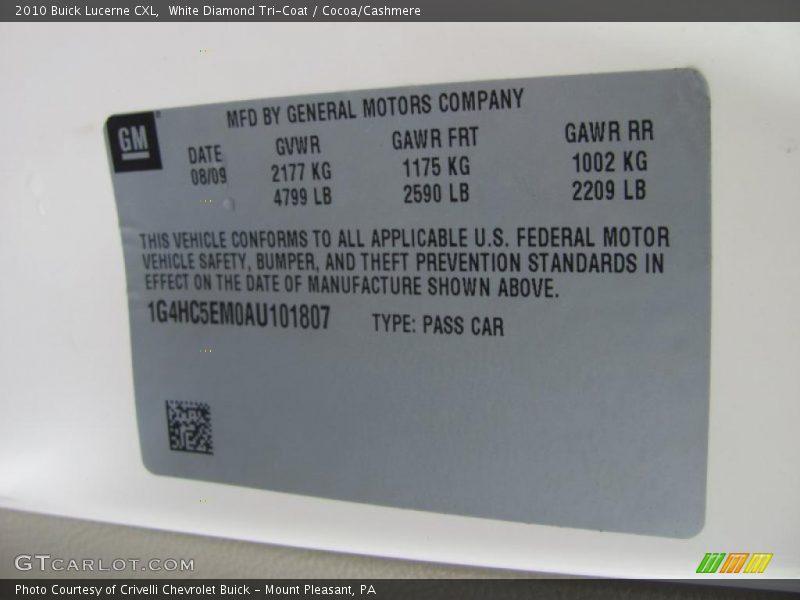 2010 Buick Lucerne CXL,  White Diamond Tri-Coat / Cocoa/Cashmere
GM
MFD BY GENERAL MOTORS COMPANY
DATE GVWR GAWR FRT GAWR RR
08/09 2177 KG 1175 KG 1002 KG
4799 LB 2590 LB 2209 LB
THIS VEHICLE CONFORMS TO ALL APPLICABLE U.S. FEDERAL MOTOR
VEHICLE SAFETY, BUMPER, AND THEFT PREVENTION STANDARDS IN
EFFECT ON THE DATE OF MANUFACTURE SHOWN ABOVE.
1G4HC5EM0AU101807 TYPE: PASS CAR
GTCARLOT.COM
Photo Courtesy of Crivelli Chevrolet Buick - Mount Pleasant, PA